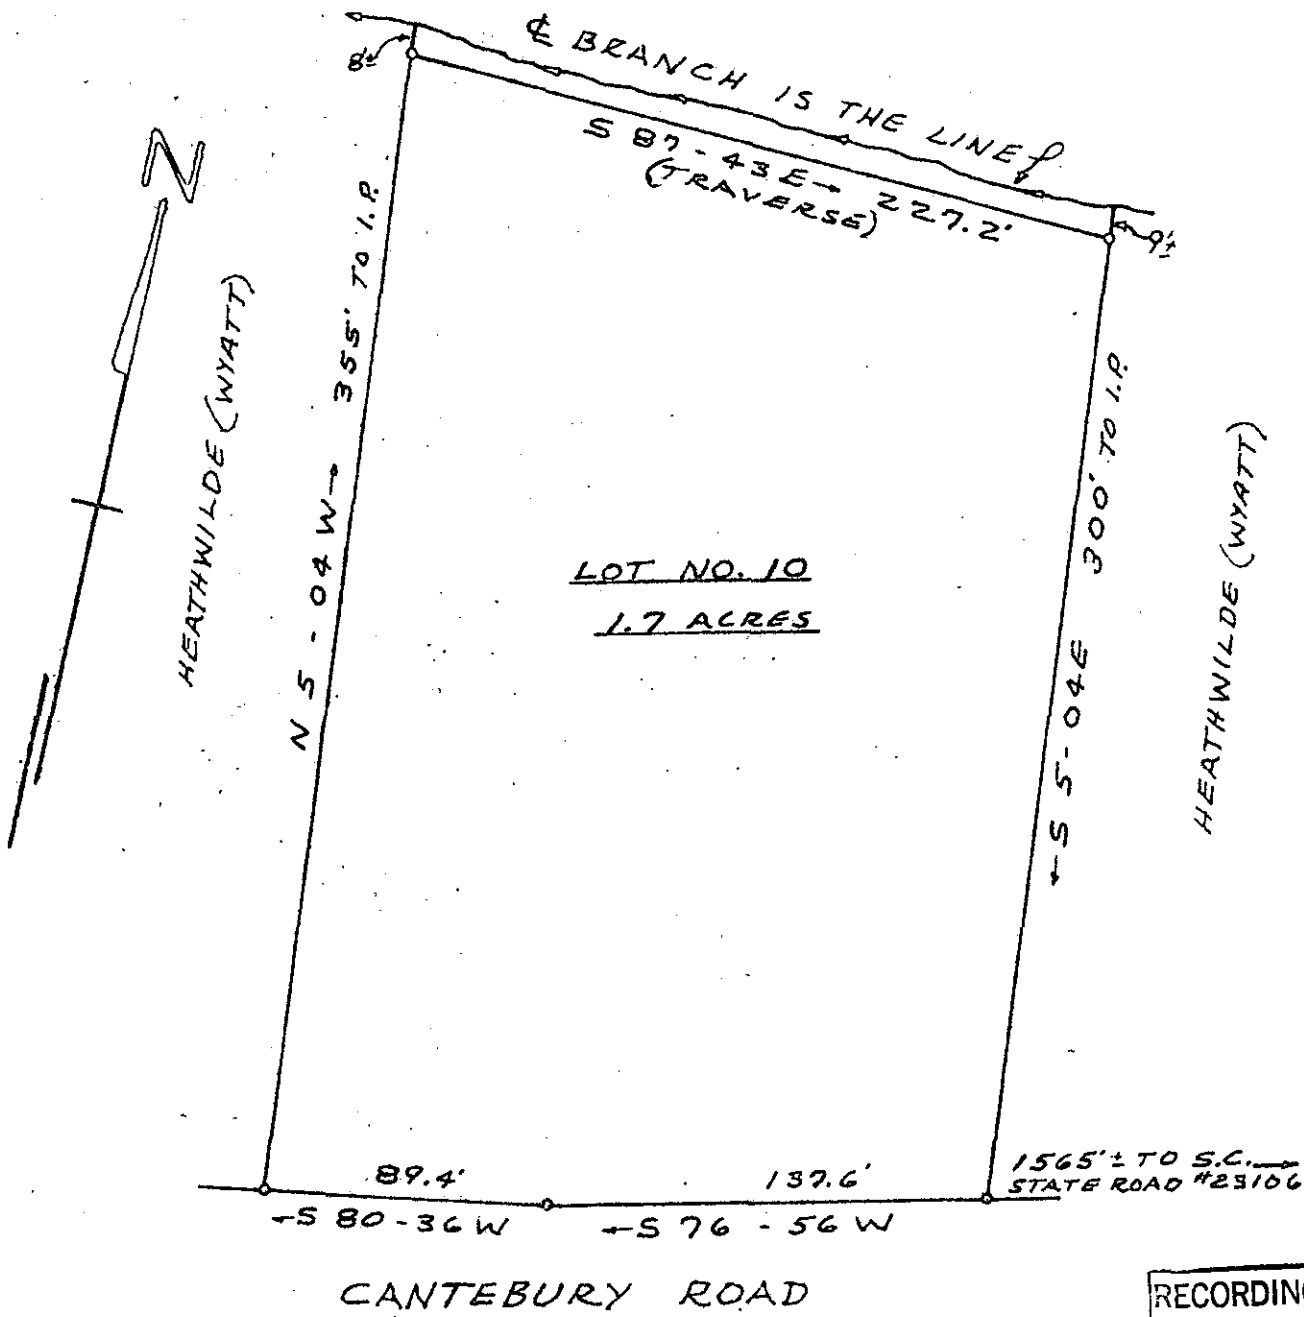 ℄ BRANCH IS THE LINE
8'±
S 87-43 E→ 227.2'
(TRAVERSE)
9'±
N
HEATHWILDE (WYATT)
N 5-04 W→ 355' TO I.P.
LOT NO. 10
1.7 ACRES
←S 5-04E 300' TO I.P.
HEATHWILDE (WYATT)
89.4'
137.6'
1565'± TO S.C.→
STATE ROAD #23106
←S 80-36 W
←S 76-56 W
CANTEBURY ROAD
RECORDING